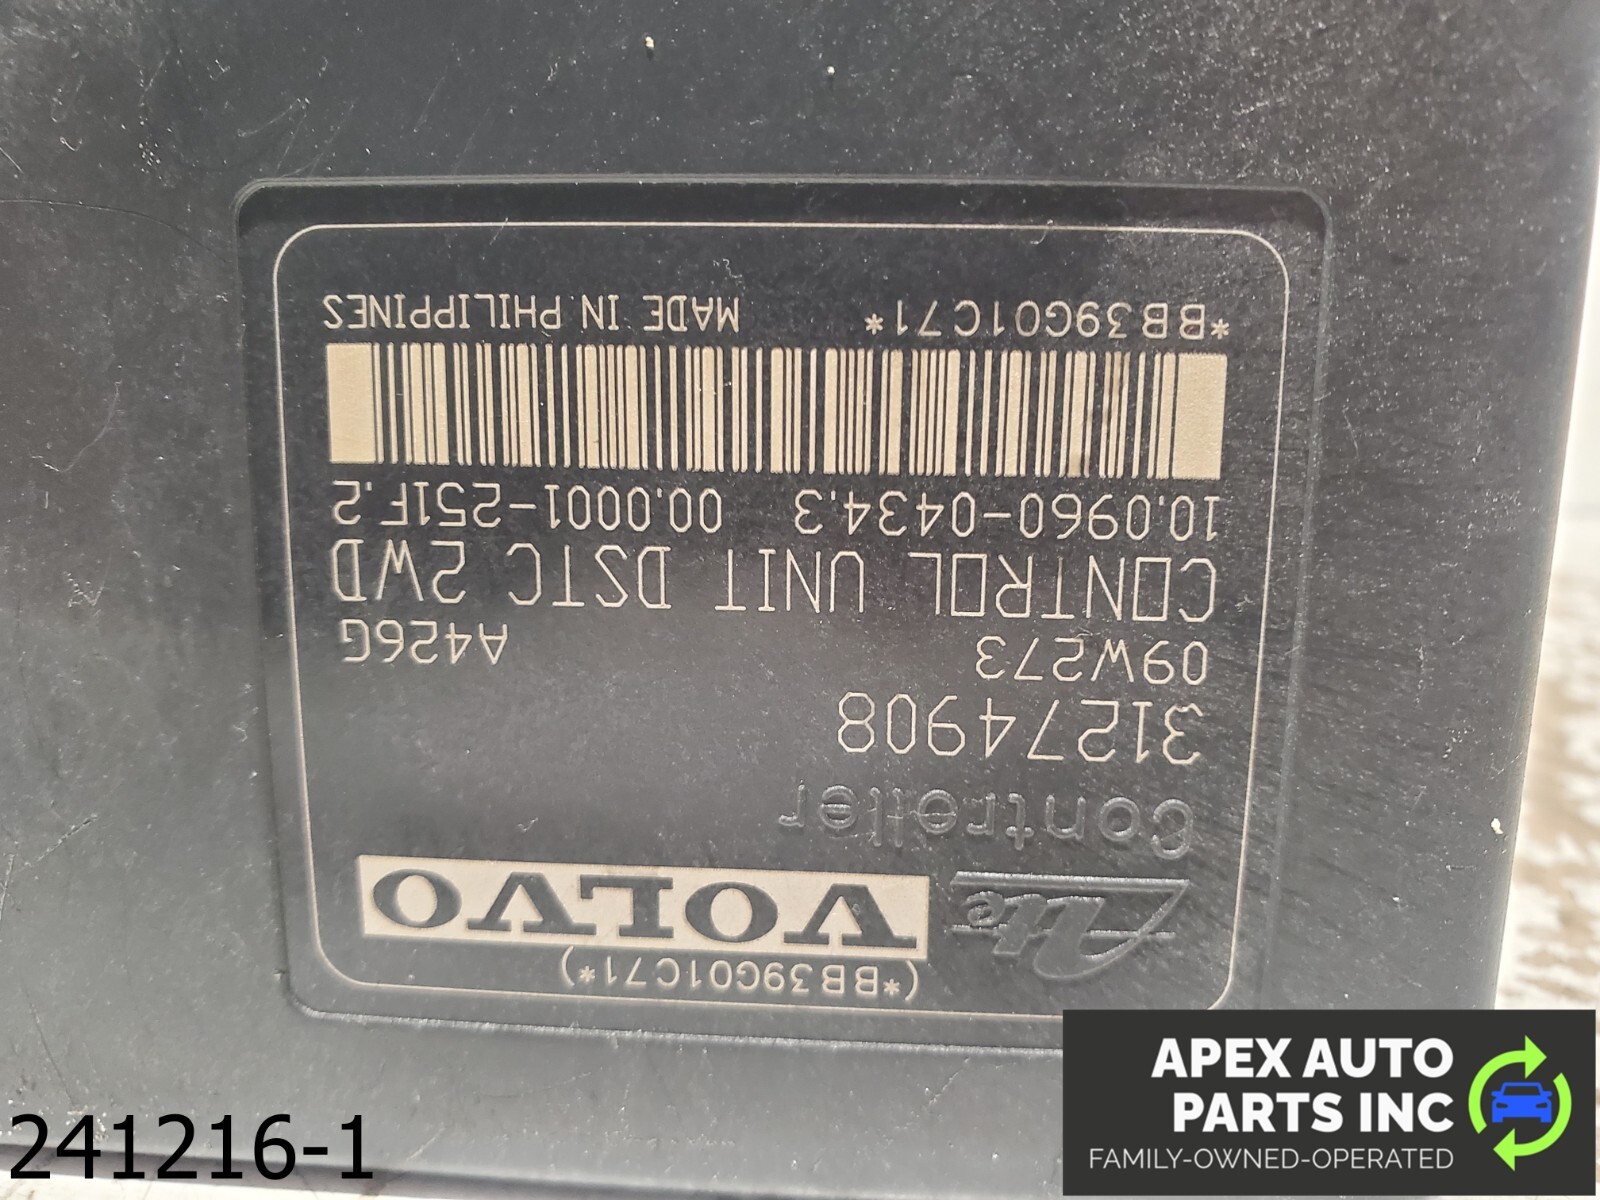 (*BB39G01C71*)
Ate VOLVO
Controller
31274908
09W273 A426G
CONTROL UNIT DSTC 2WD
10.0960-0434.3 00.0001-251F.2
*BB39G01C71* MADE IN PHILIPPINES
241216-1
APEX AUTO
PARTS INC
FAMILY-OWNED-OPERATED